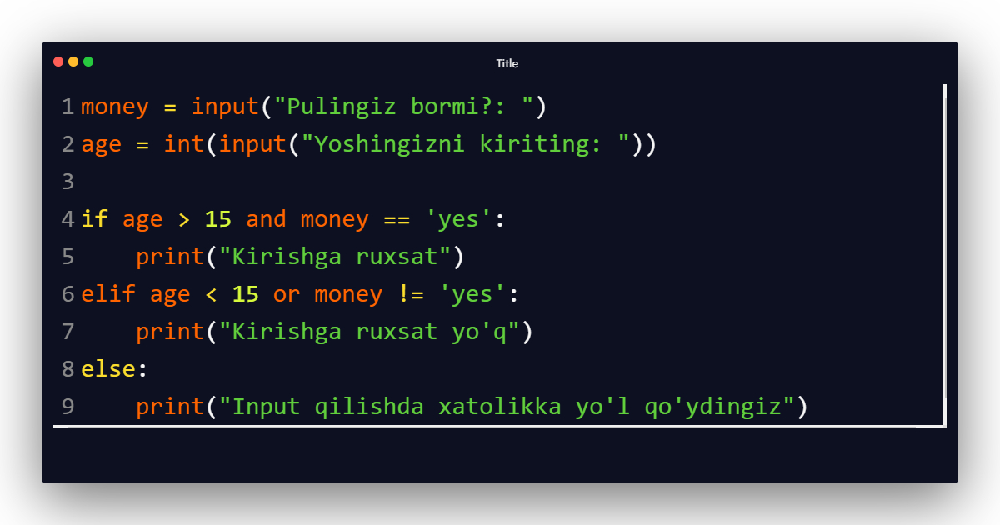 Title
1 money = input("Pulingiz bormi?: ")
2 age = int(input("Yoshingizni kiriting: "))
3
4 if age > 15 and money == 'yes':
5     print("Kirishga ruxsat")
6 elif age < 15 or money != 'yes':
7     print("Kirishga ruxsat yo'q")
8 else:
9     print("Input qilishda xatolikka yo'l qo'ydingiz")